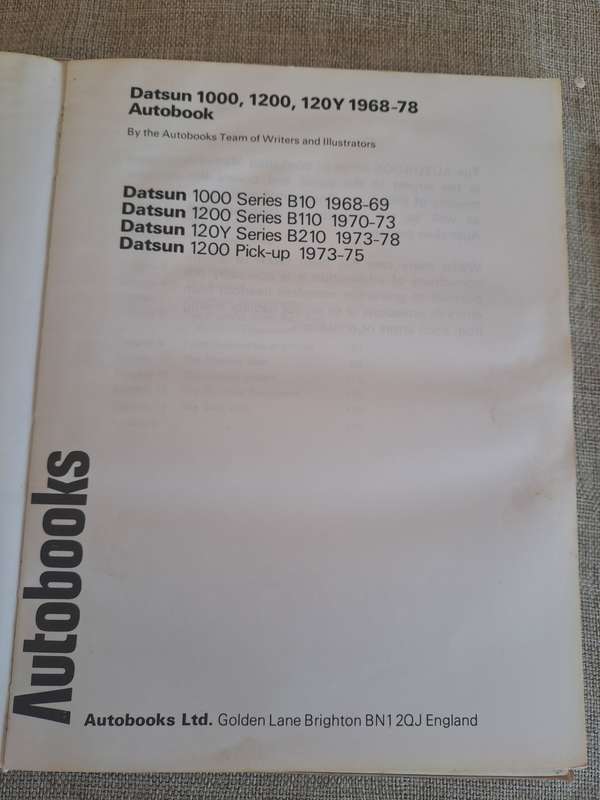 Datsun 1000, 1200, 120Y 1968-78
Autobook
By the Autobooks Team of Writers and Illustrators
Datsun 1000 Series B10 1968-69
Datsun 1200 Series B110 1970-73
Datsun 120Y Series B210 1973-78
Datsun 1200 Pick-up 1973-75
Autobooks
Autobooks Ltd. Golden Lane Brighton BN1 2QJ England